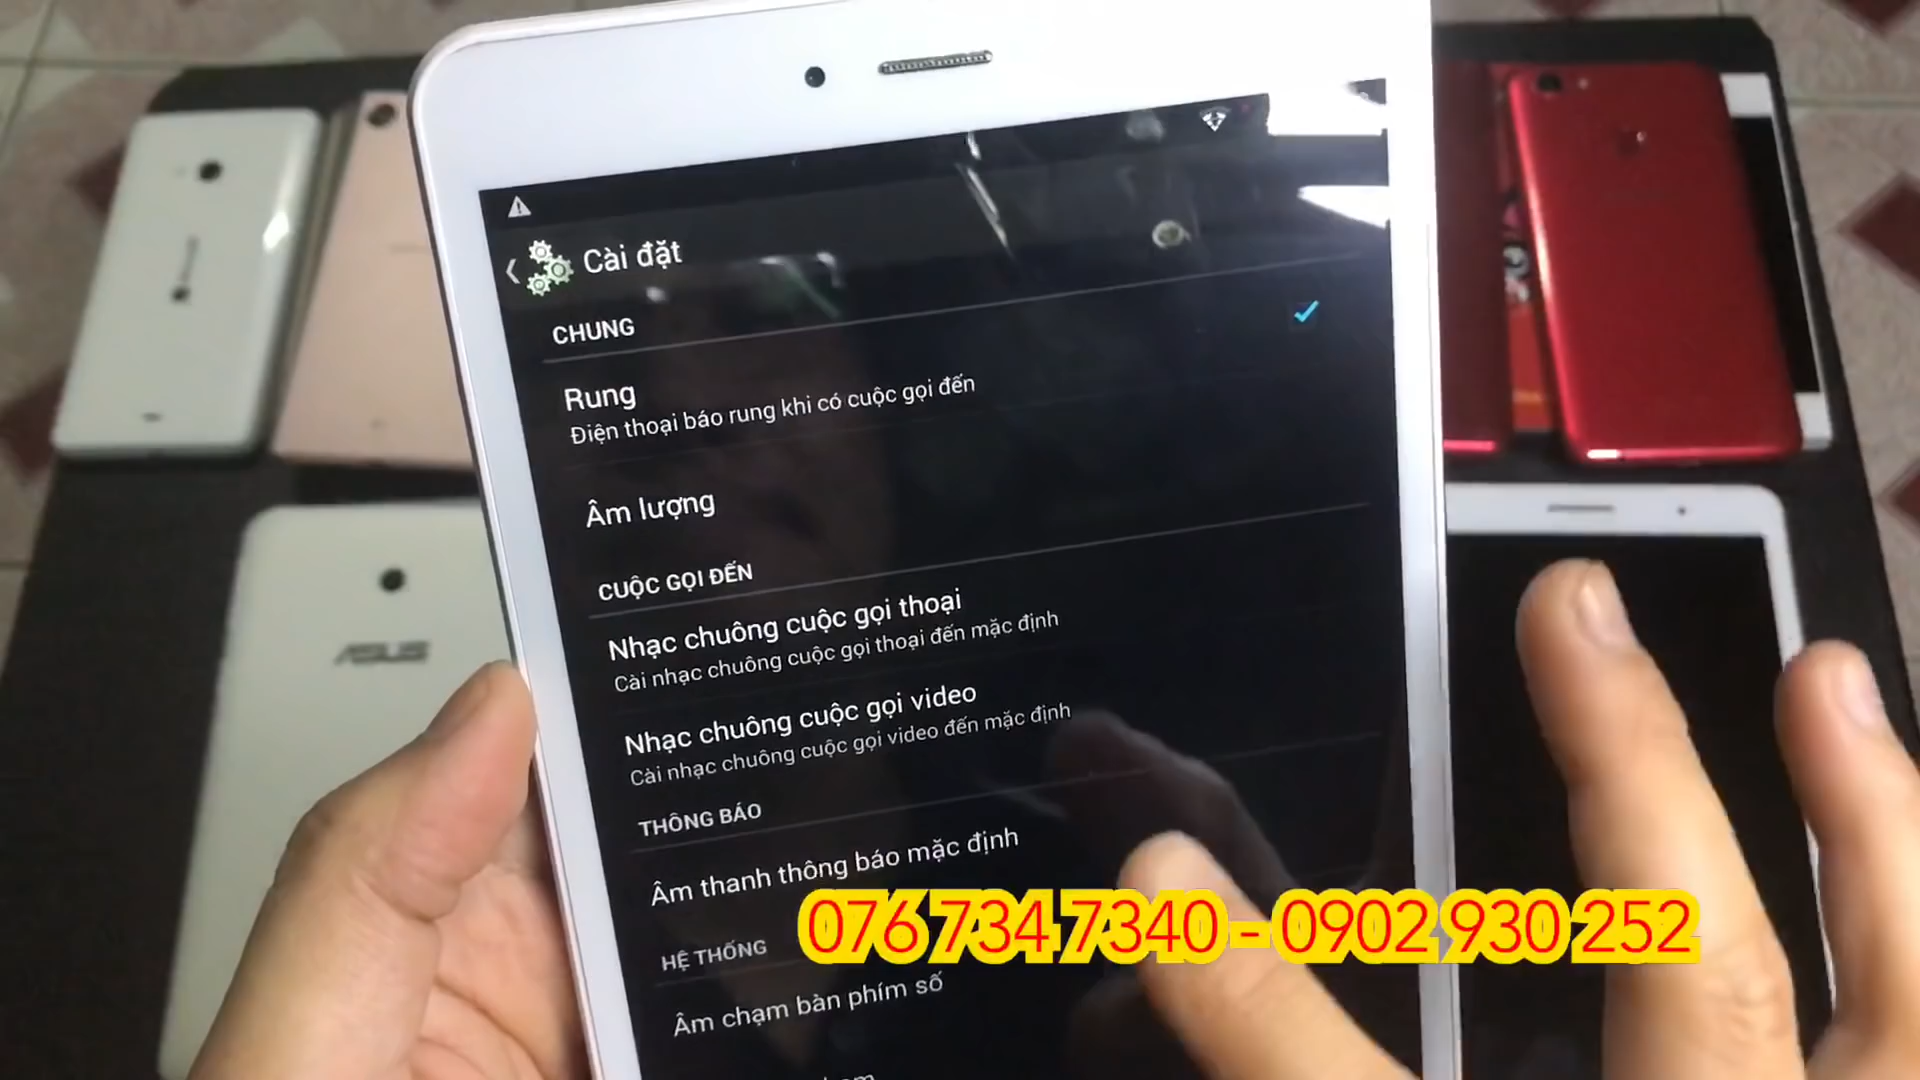 Cài đặt
CHUNG
Rung
Điện thoại báo rung khi có cuộc gọi đến
Âm lượng
CUỘC GỌI ĐẾN
Nhạc chuông cuộc gọi thoại
Cài nhạc chuông cuộc gọi thoại đến mặc định
Nhạc chuông cuộc gọi video
Cài nhạc chuông cuộc gọi video đến mặc định
THÔNG BÁO
Âm thanh thông báo mặc định
HỆ THỐNG
Âm chạm bàn phím số
ASUS
076 734 7340 - 0902 930 252